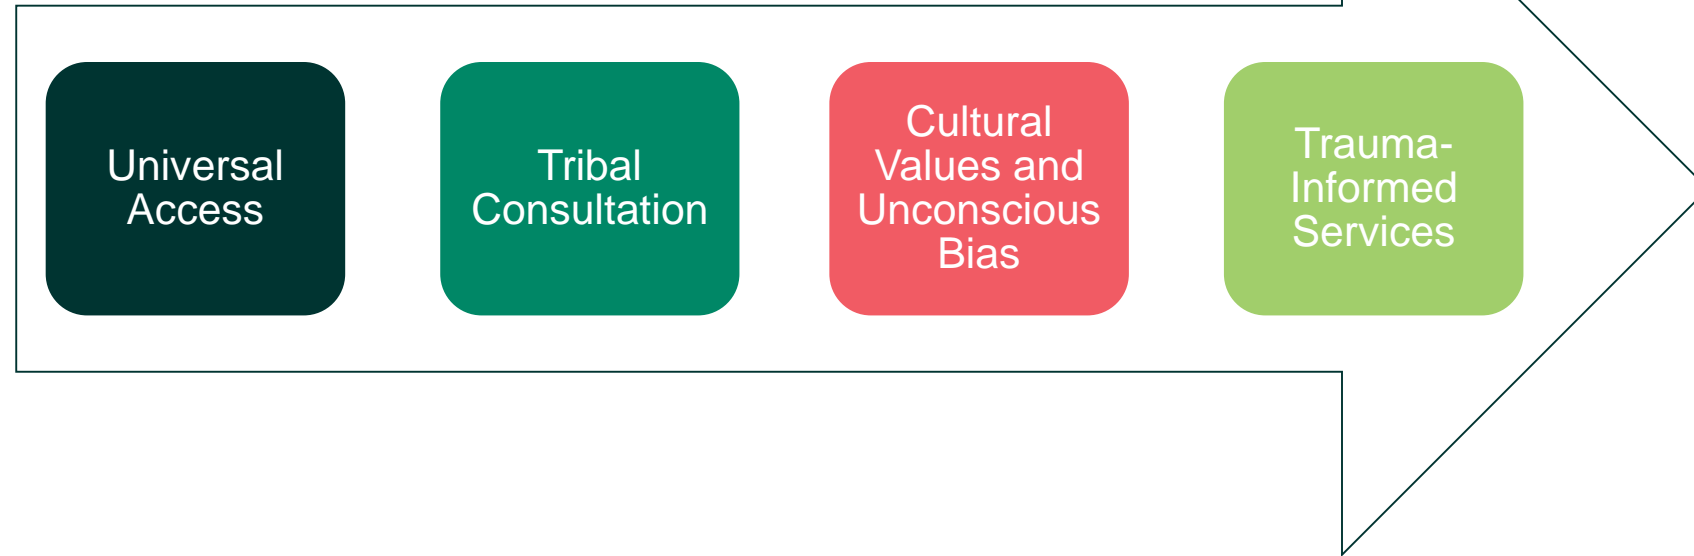 Universal
Access
Tribal
Consultation
Cultural
Values and
Unconscious
Bias
Trauma-
Informed
Services